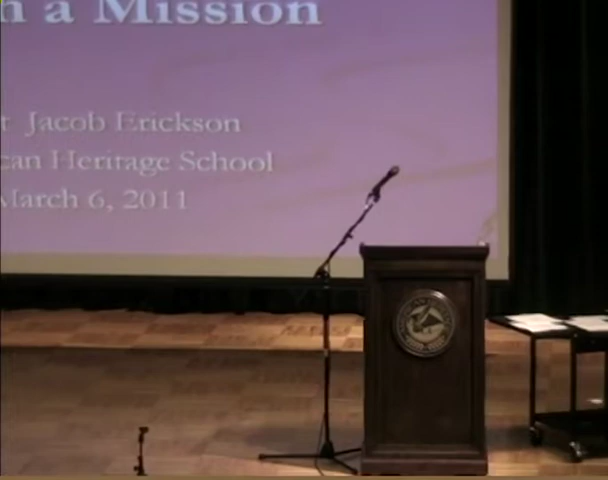 n a Mission
t Jacob Erickson
can Heritage School
March 6, 2011